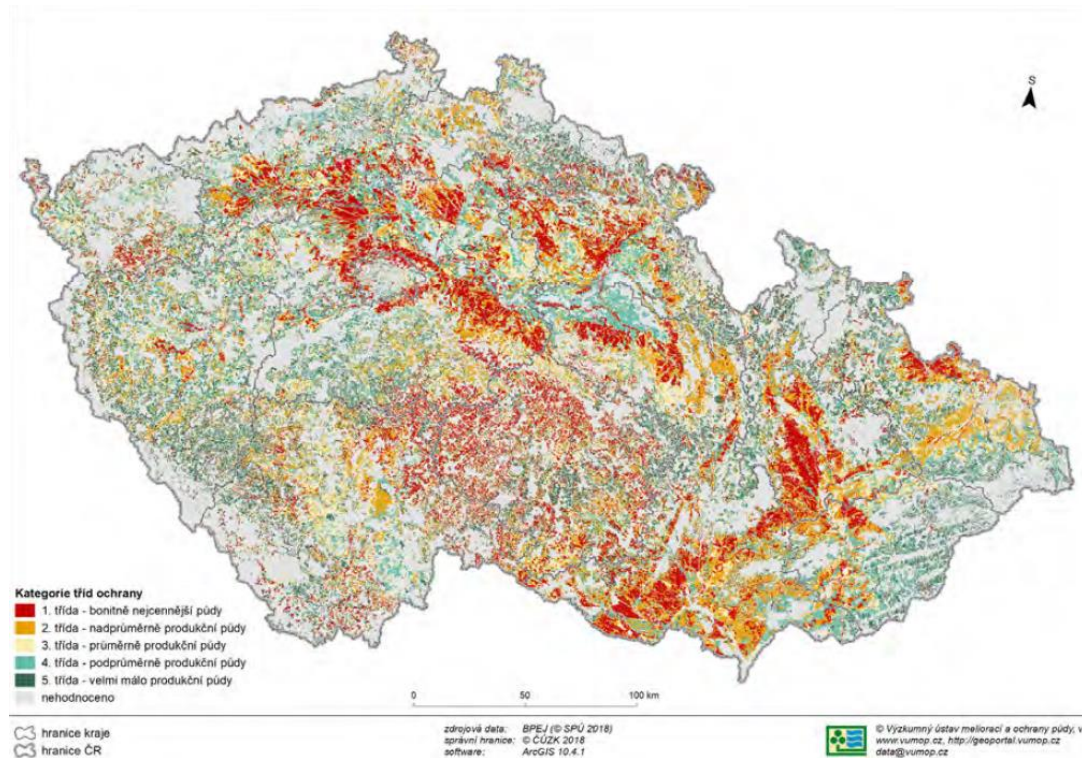 S
Kategorie tříd ochrany
1. třída - bonitně nejcennější půdy
2. třída - nadprůměrně produkční půdy
3. třída - průměrně produkční půdy
4. třída - podprůměrně produkční půdy
5. třída - velmi málo produkční půdy
nehodnoceno
0 50 100 km
hranice kraje
hranice ČR
zdrojová data: BPEJ (© SPÚ 2018)
správní hranice: © ČÚZK 2018
software: ArcGIS 10.4.1
© Výzkumný ústav meliorací a ochrany půdy, v
www.vumop.cz, http://geoportal.vumop.cz
data@vumop.cz